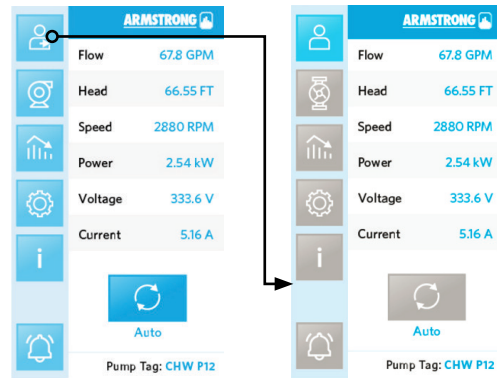 ARMSTRONG
Flow 67.8 GPM
Head 66.55 FT
Speed 2880 RPM
Power 2.54 kW
Voltage 333.6 V
Current 5.16 A
i
Auto
Pump Tag: CHW P12
ARMSTRONG
Flow 67.8 GPM
Head 66.55 FT
Speed 2880 RPM
Power 2.54 kW
Voltage 333.6 V
Current 5.16 A
i
Auto
Pump Tag: CHW P12